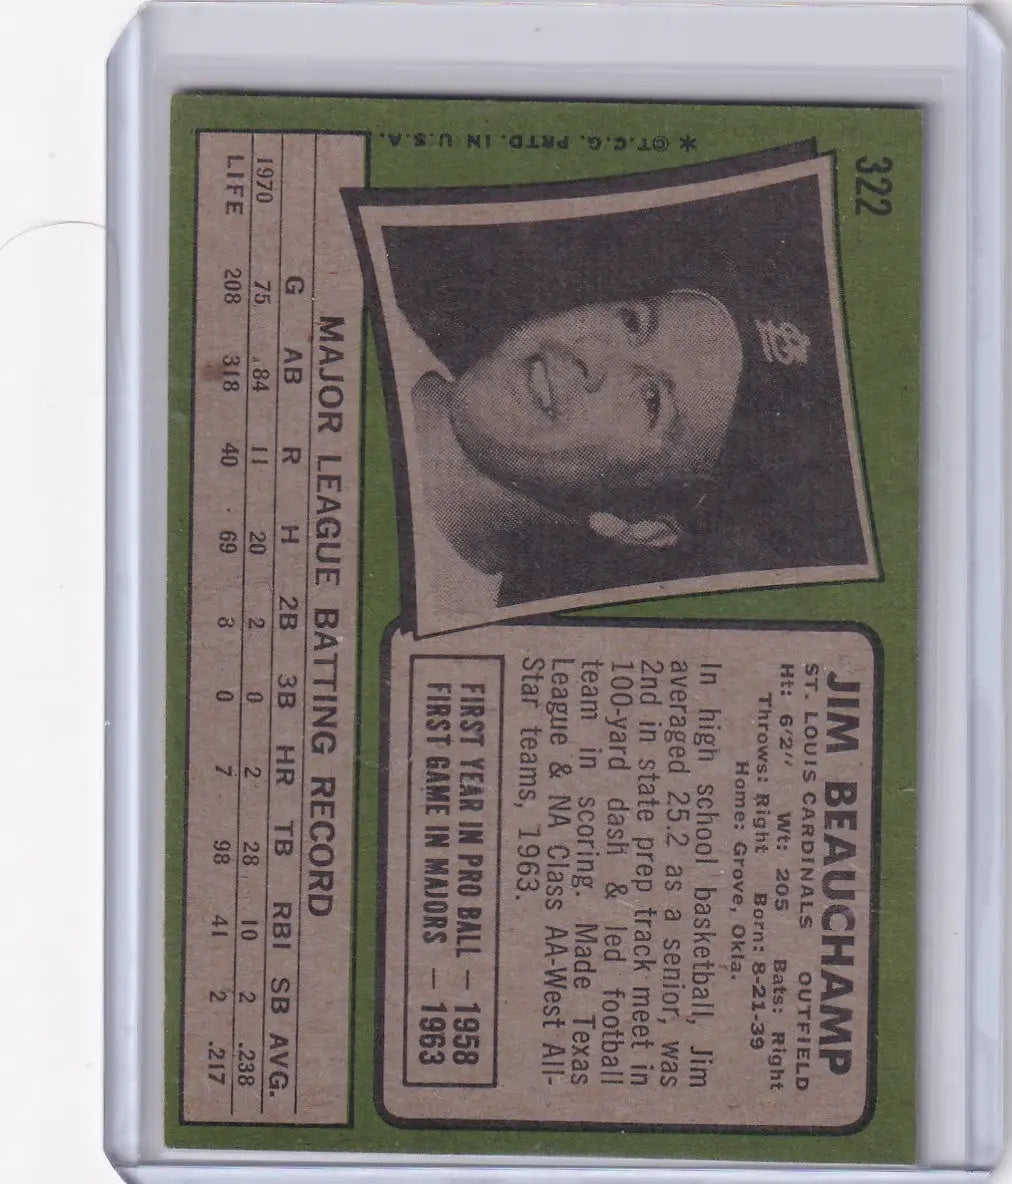 322
JIM BEAUCHAMP
ST. LOUIS CARDINALS OUTFIELD
Ht: 6'2" Wt: 205 Bats: Right
Throws: Right Born: 8-21-39
Home: Grove, Okla.
In high school basketball, Jim
averaged 25.2 as a senior, was
2nd in state prep track meet in
100-yard dash & led football
team in scoring. Made Texas
League & NA Class AA-West All-
Star teams, 1963.
FIRST YEAR IN PRO BALL — 1958
FIRST GAME IN MAJORS — 1963
MAJOR LEAGUE BATTING RECORD
G AB R H 2B 3B HR TB RBI SB AVG.
1970 75 84 11 20 2 0 2 28 10 2 .238
LIFE 208 318 40 69 8 0 7 98 41 2 .217
* © T.C.G. PRTD. IN U.S.A.